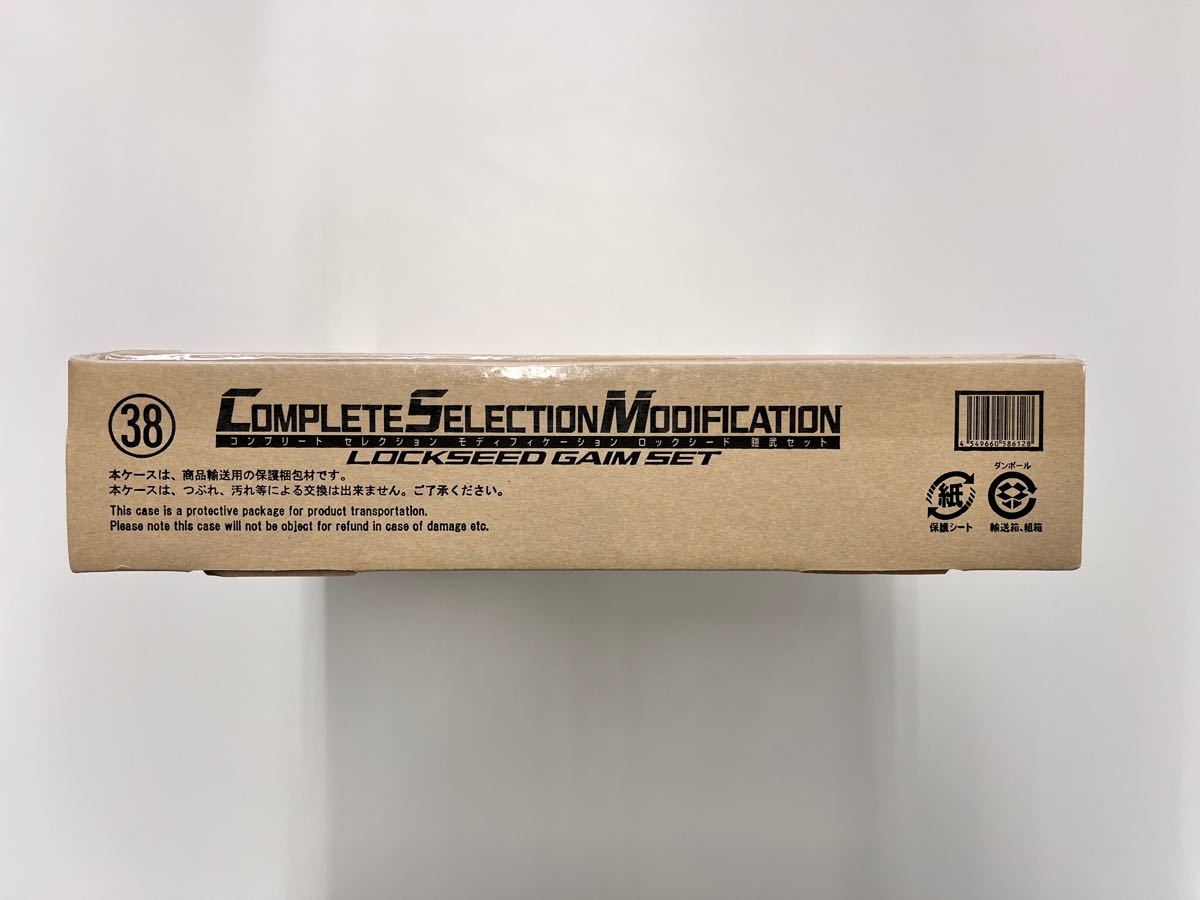 38
COMPLETE SELECTION MODIFICATION
コンプリート セレクション モディフィケーション ロックシード 鎧武セット
LOCKSEED GAIM SET
本ケースは、商品輸送用の保護梱包材です。
本ケースは、つぶれ、汚れ等による交換は出来ません。ご了承ください。
This case is a protective package for product transportation.
Please note this case will not be object for refund in case of damage etc.
4 549660 586128
ダンボール
紙
保護シート
輸送箱、組箱